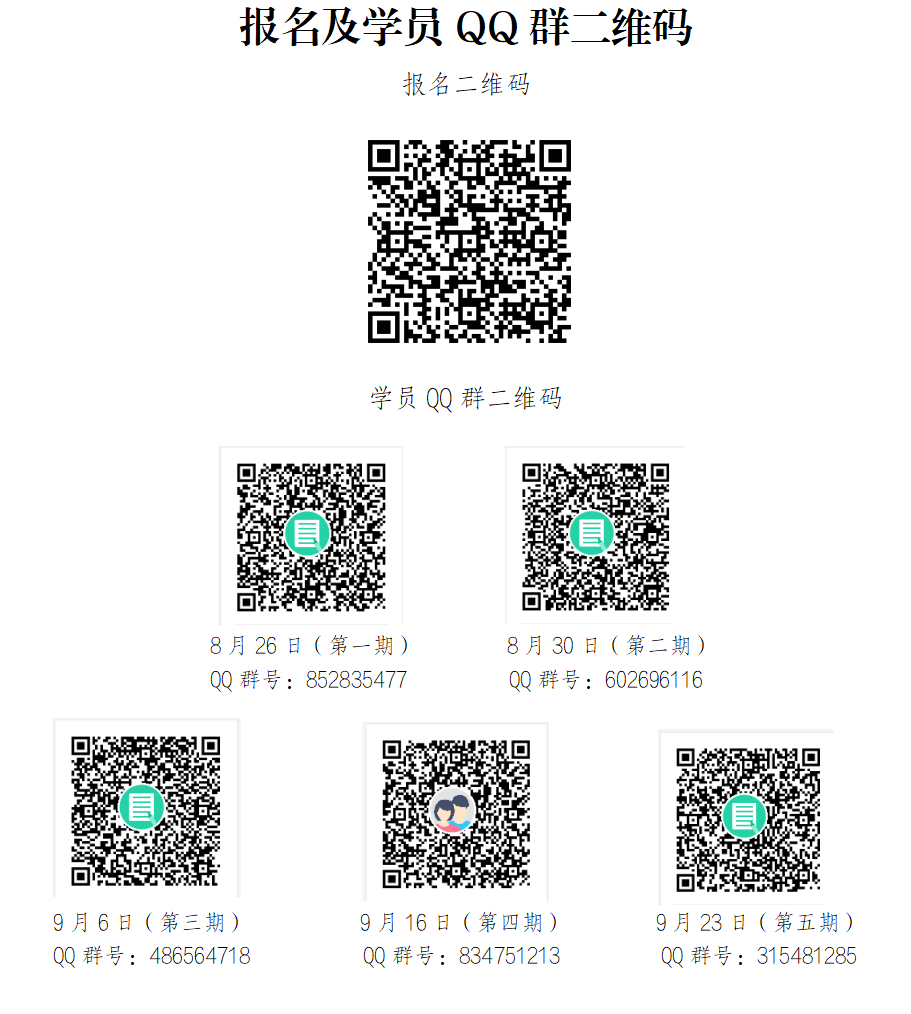 报名及学员 QQ 群二维码
报名二维码
学员 QQ 群二维码
8 月 26 日（第一期）
QQ 群号：852835477
8 月 30 日（第二期）
QQ 群号：602696116
9 月 6 日（第三期）
QQ 群号：486564718
9 月 16 日（第四期）
QQ 群号：834751213
9 月 23 日（第五期）
QQ 群号：315481285